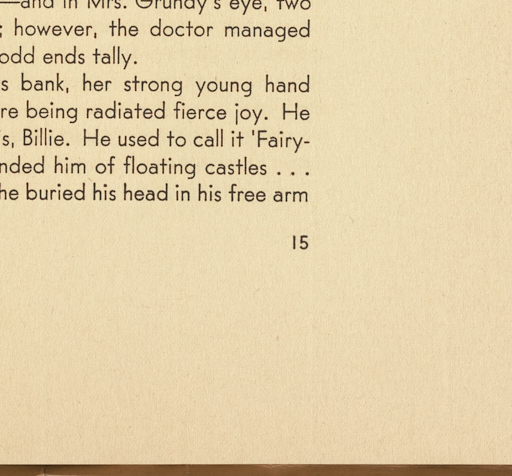 —and in Mrs. Grundy's eye, two
; however, the doctor managed
odd ends tally.
s bank, her strong young hand
re being radiated fierce joy. He
's, Billie. He used to call it 'Fairy-
nded him of floating castles . . .
he buried his head in his free arm
15